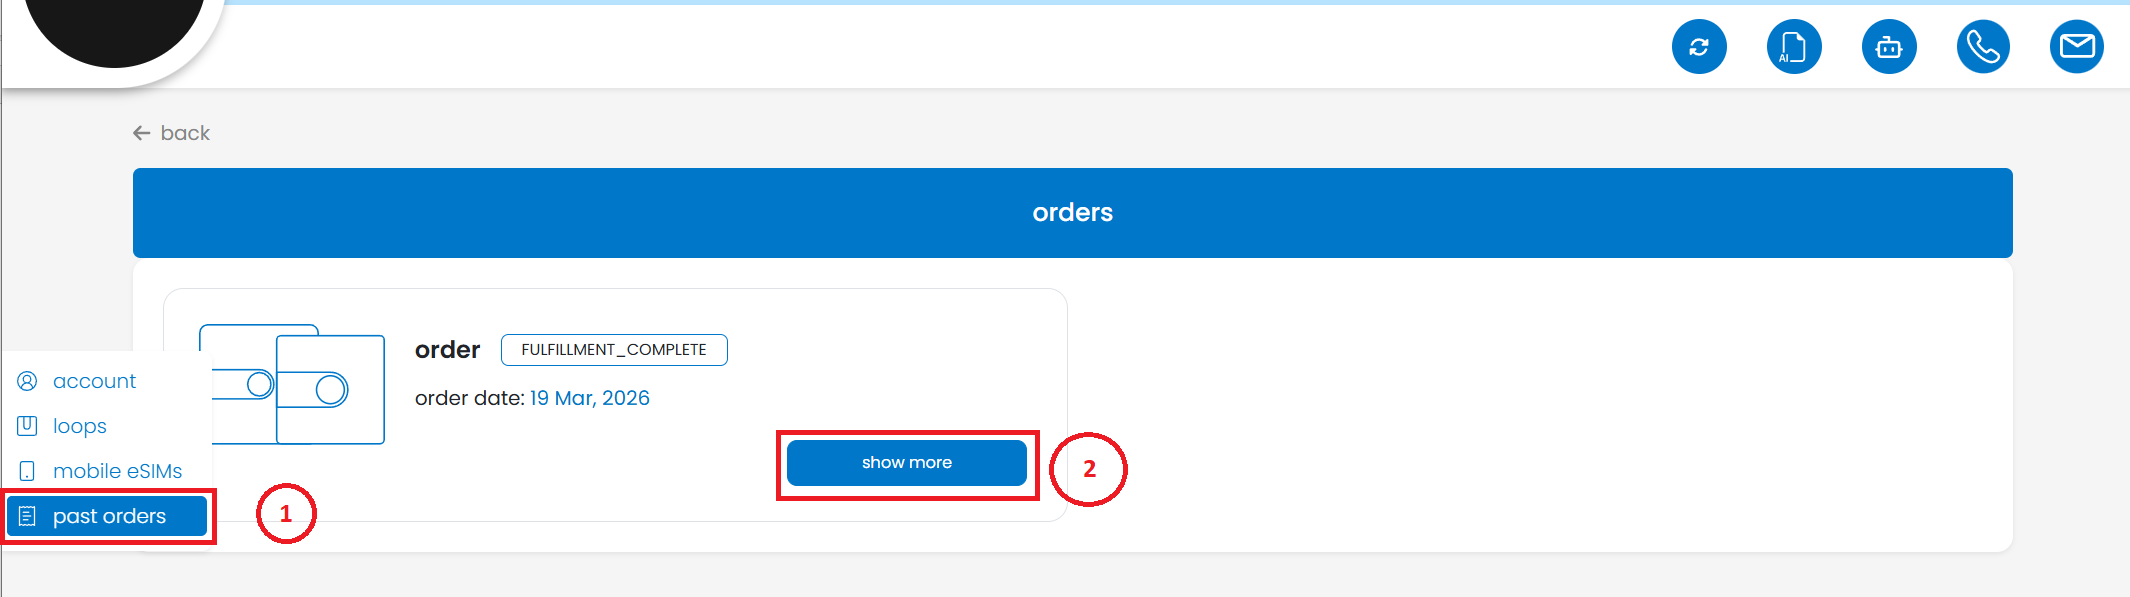 AI
back
orders
order FULFILLMENT_COMPLETE
order date: 19 Mar, 2026
show more
2
account
loops
mobile eSIMs
past orders
1